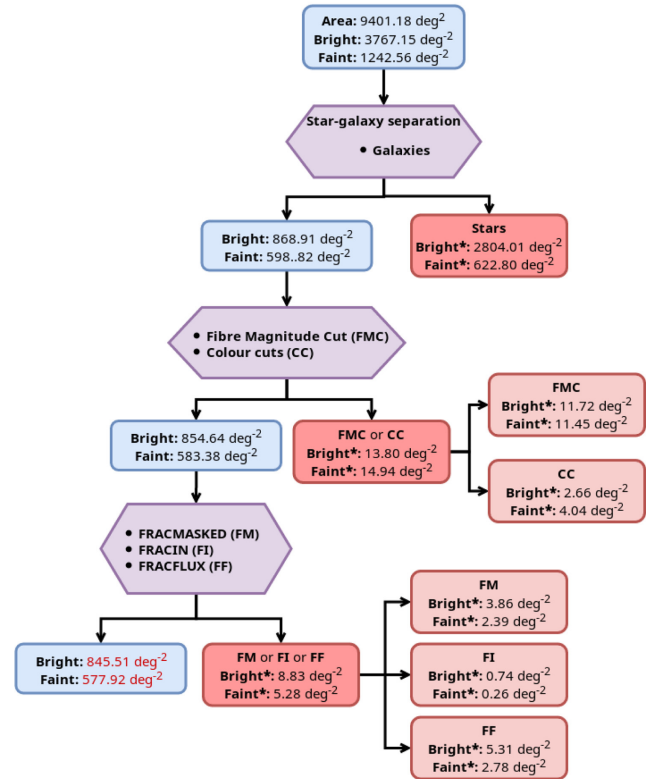 Area: 9401.18 deg²
Bright: 3767.15 deg⁻²
Faint: 1242.56 deg⁻²
Star-galaxy separation
• Galaxies
Bright: 868.91 deg⁻²
Faint: 598..82 deg⁻²
Stars
Bright*: 2804.01 deg⁻²
Faint*: 622.80 deg⁻²
• Fibre Magnitude Cut (FMC)
• Colour cuts (CC)
Bright: 854.64 deg⁻²
Faint: 583.38 deg⁻²
FMC or CC
Bright*: 13.80 deg⁻²
Faint*: 14.94 deg⁻²
FMC
Bright*: 11.72 deg⁻²
Faint*: 11.45 deg⁻²
CC
Bright*: 2.66 deg⁻²
Faint*: 4.04 deg⁻²
• FRACMASKED (FM)
• FRACIN (FI)
• FRACFLUX (FF)
Bright: 845.51 deg⁻²
Faint: 577.92 deg⁻²
FM or FI or FF
Bright*: 8.83 deg⁻²
Faint*: 5.28 deg⁻²
FM
Bright*: 3.86 deg⁻²
Faint*: 2.39 deg⁻²
FI
Bright*: 0.74 deg⁻²
Faint*: 0.26 deg⁻²
FF
Bright*: 5.31 deg⁻²
Faint*: 2.78 deg⁻²